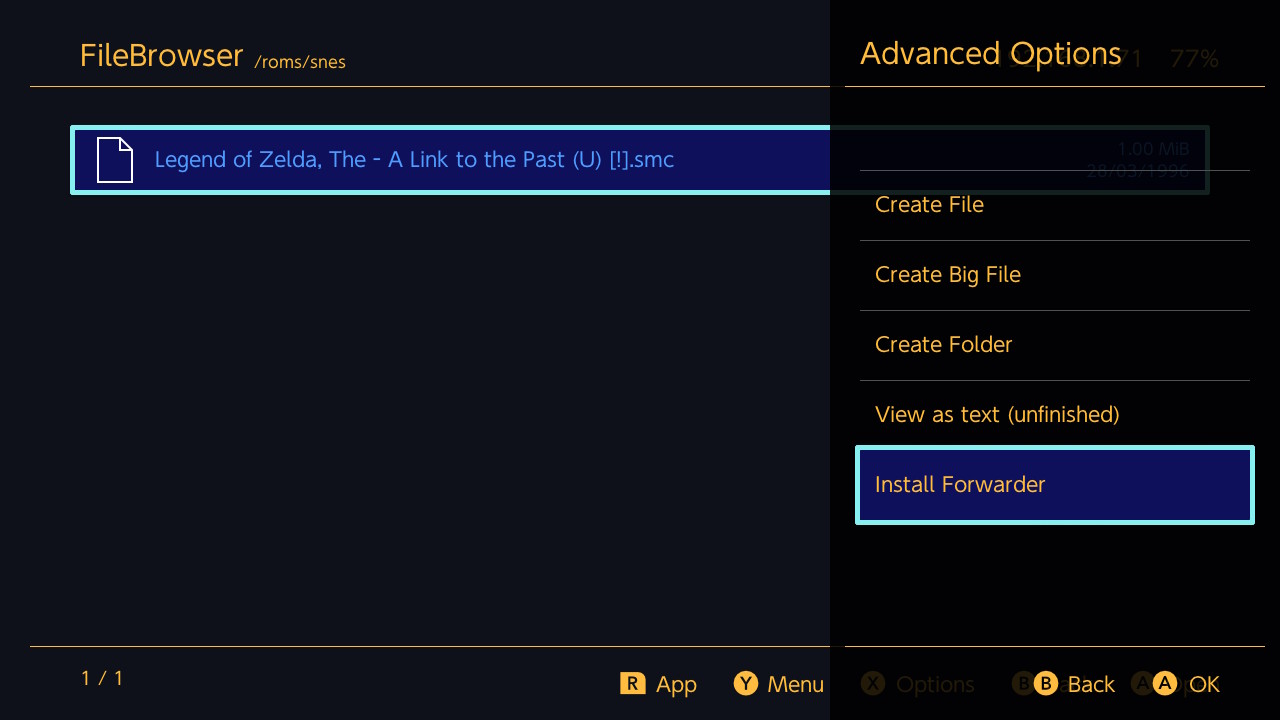 FileBrowser /roms/snes
Advanced Options
71 77%
Legend of Zelda, The - A Link to the Past (U) [!].smc
1.00 MiB
28/03/1996
Create File
Create Big File
Create Folder
View as text (unfinished)
Install Forwarder
1 / 1
R App Y Menu X Options B Back A OK